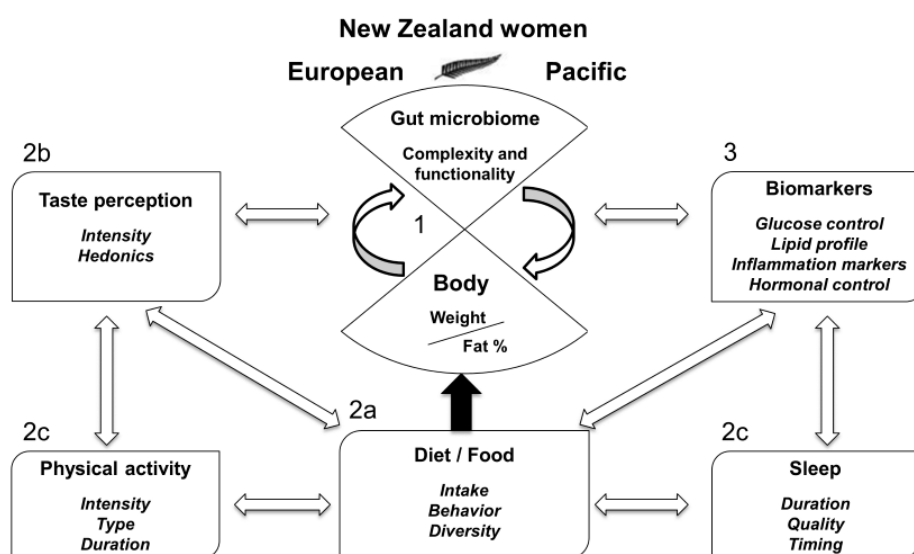 New Zealand women
European Pacific
Gut microbiome
Complexity and
functionality
1
Body
Weight
Fat %
2b
Taste perception
Intensity
Hedonics
3
Biomarkers
Glucose control
Lipid profile
Inflammation markers
Hormonal control
2c
Physical activity
Intensity
Type
Duration
2a
Diet / Food
Intake
Behavior
Diversity
2c
Sleep
Duration
Quality
Timing